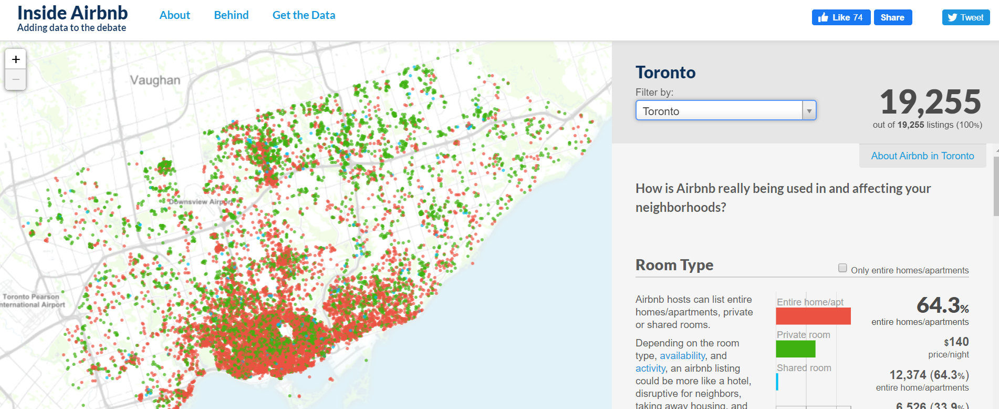 Inside Airbnb
Adding data to the debate
About
Behind
Get the Data
Like 74
Share
Tweet
+
−
Vaughan
Downsview Airport
Toronto Pearson
nternational Airport
Toronto
Filter by:
Toronto
19,255
out of 19,255 listings (100%)
About Airbnb in Toronto
How is Airbnb really being used in and affecting your
neighborhoods?
Room Type
Only entire homes/apartments
Airbnb hosts can list entire
homes/apartments, private
or shared rooms.
Depending on the room
type, availability, and
activity, an airbnb listing
could be more like a hotel,
disruptive for neighbors,
taking away housing, and
Entire home/apt
Private room
Shared room
64.3%
entire homes/apartments
$140
price/night
12,374 (64.3%)
entire home/apartments
6,526 (33.9%)